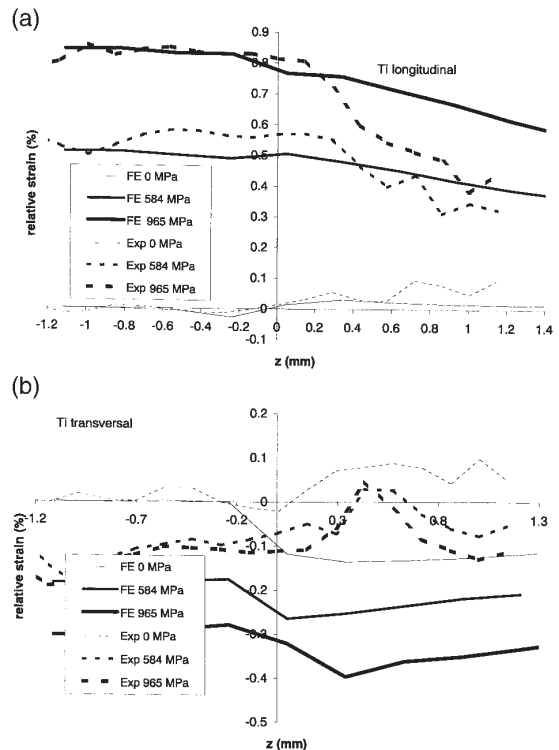 (a)
0.9
0.8
Ti longitudinal
0.7
0.6
0.5
0.4
0.3
0.2
0.1
0
-0.1
relative strain (%)
FE 0 MPa
FE 584 MPa
FE 965 MPa
Exp 0 MPa
Exp 584 MPa
Exp 965 MPa
-1.2 -1 -0.8 -0.6 -0.4 -0.2 0 0.2 0.4 0.6 0.8 1 1.2 1.4
z (mm)
(b)
0.2
Ti transversal
0.1
0
-1.2 -0.7 -0.2 0.3 0.8 1.3
-0.1
-0.2
-0.3
-0.4
-0.5
relative strain (%)
FE 0 MPa
FE 584 MPa
FE 965 MPa
Exp 0 MPa
Exp 584 MPa
Exp 965 MPa
z (mm)